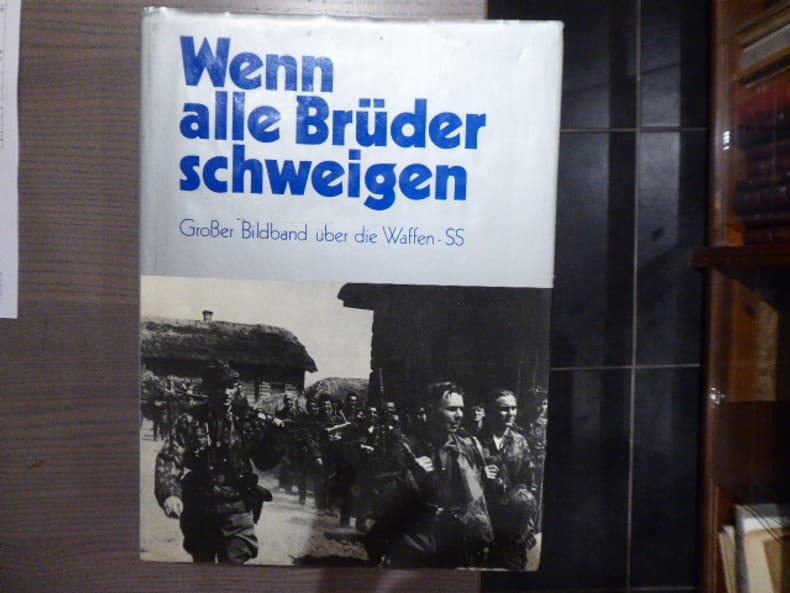 Wenn
alle Brüder
schweigen
Großer Bildband über die Waffen-SS